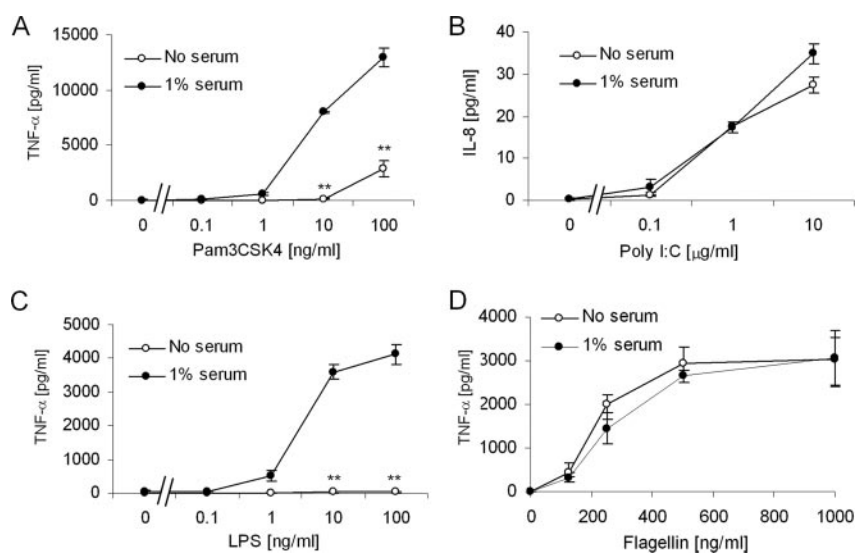 A
No serum
1% serum
TNF-α [pg/ml]
15000
10000
5000
0
**
**
0
0.1
1
10
100
Pam3CSK4 [ng/ml]
B
No serum
1% serum
IL-8 [pg/ml]
40
30
20
10
0
0
0.1
1
10
Poly I:C [μg/ml]
C
No serum
1% serum
TNF-α [pg/ml]
5000
4000
3000
2000
1000
0
**
**
0
0.1
1
10
100
LPS [ng/ml]
D
No serum
1% serum
TNF-α [pg/ml]
4000
3000
2000
1000
0
0
200
400
600
800
1000
Flagellin [ng/ml]